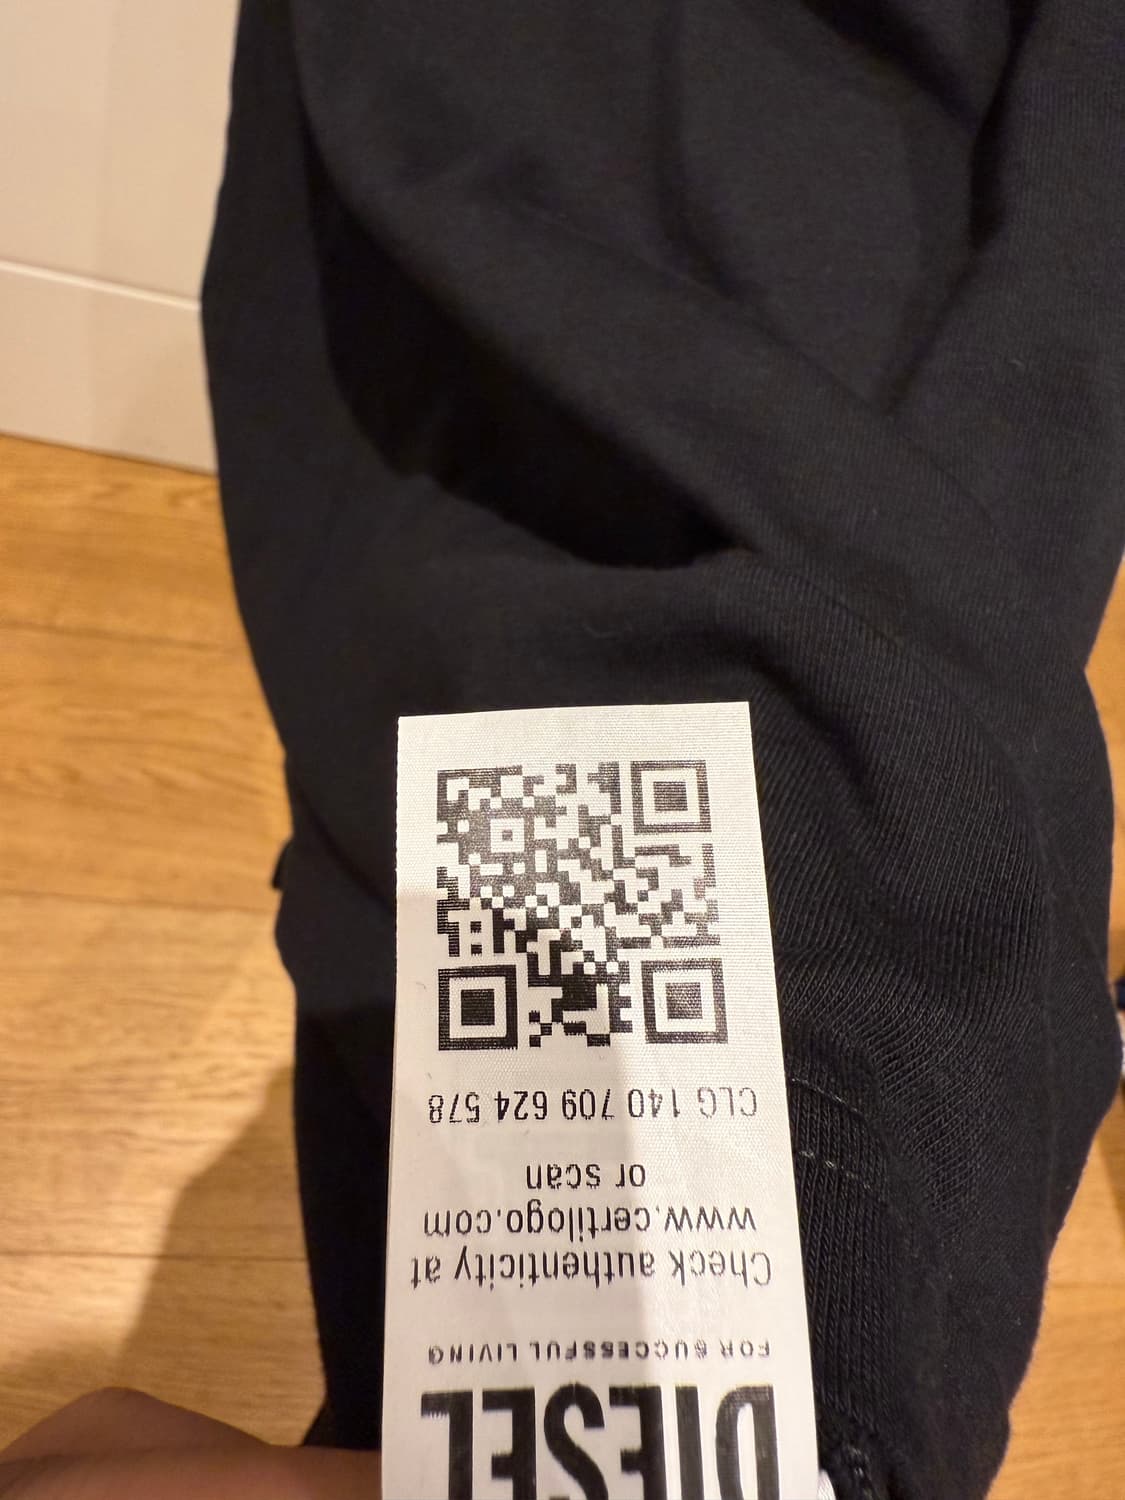 DIESEL
FOR SUCCESSFUL LIVING
Check authenticity at
www.certilogo.com
or scan
CLG 140 709 624 578